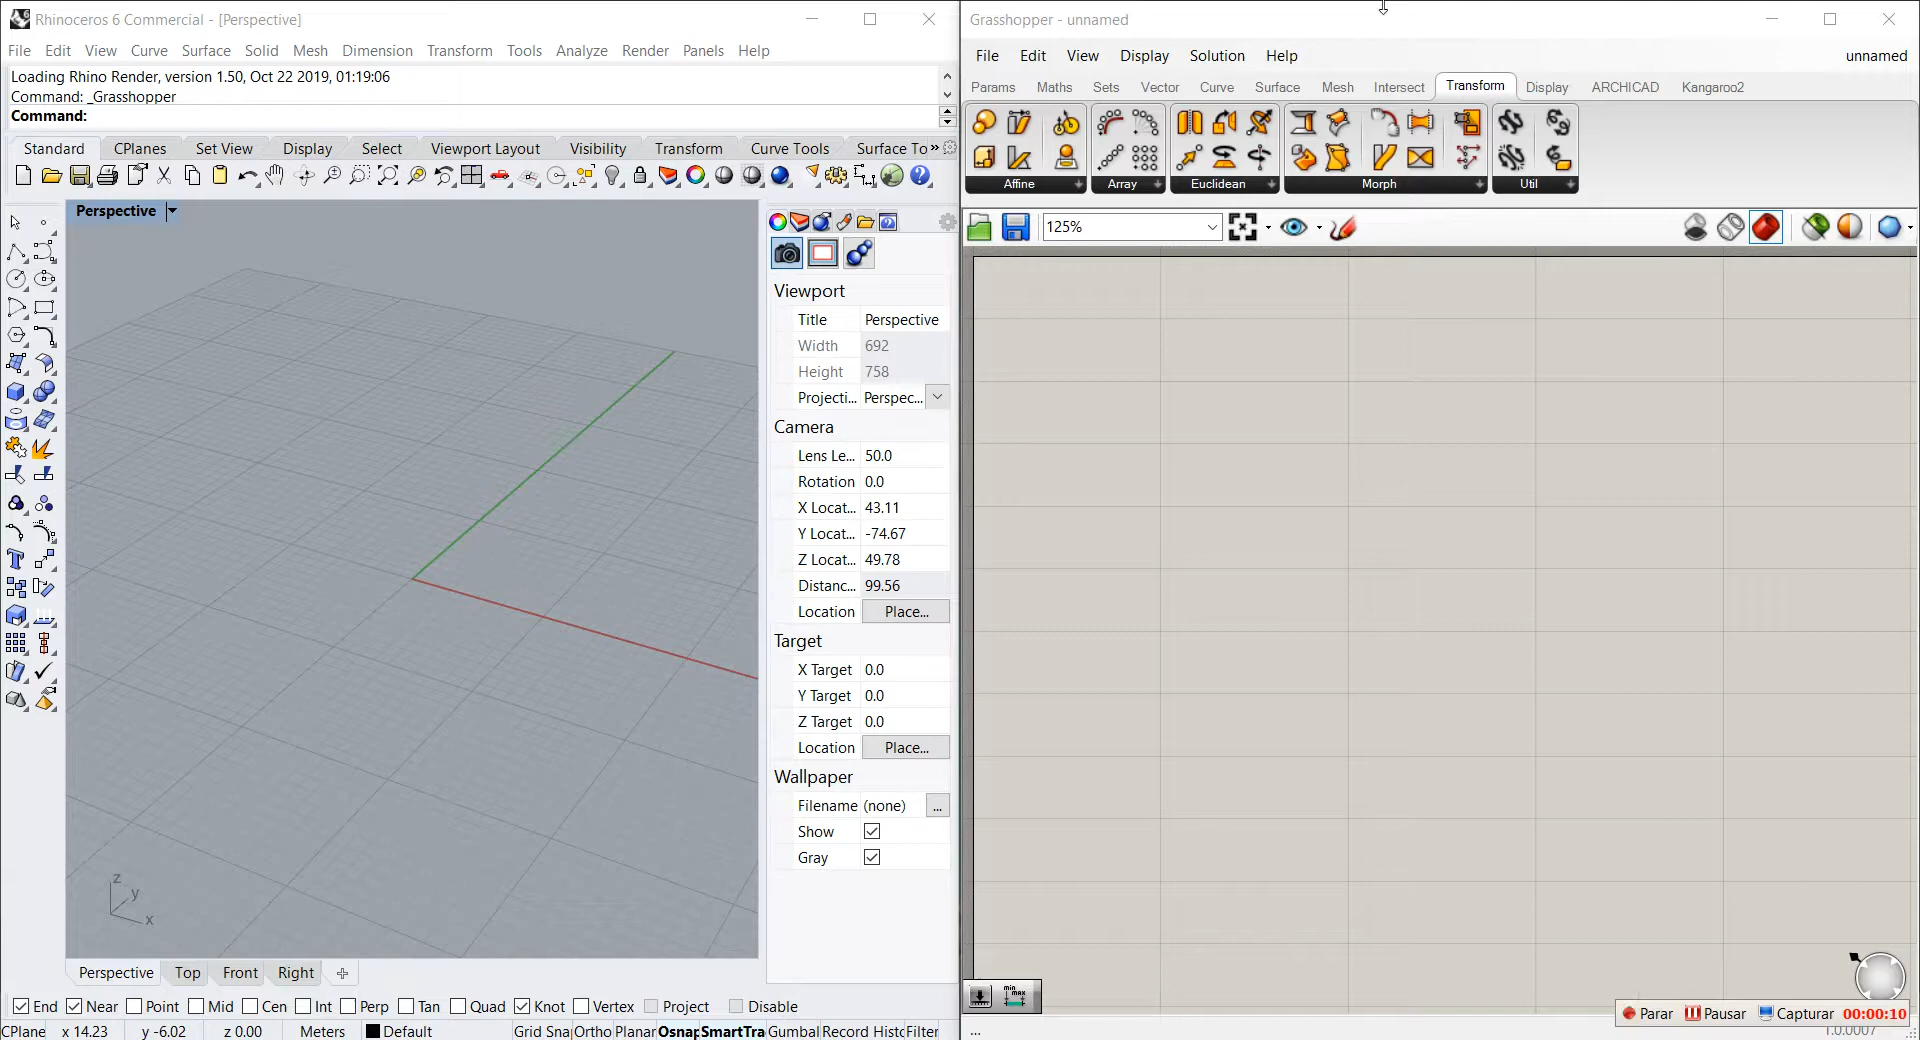 Rhinoceros 6 Commercial - [Perspective]
File Edit View Curve Surface Solid Mesh Dimension Transform Tools Analyze Render Panels Help
Loading Rhino Render, version 1.50, Oct 22 2019, 01:19:06
Command: _Grasshopper
Command:
Standard CPlanes Set View Display Select Viewport Layout Visibility Transform Curve Tools Surface To»
Perspective
Viewport
Title Perspective
Width 692
Height 758
Projecti... Perspec...
Camera
Lens Le... 50.0
Rotation 0.0
X Locat... 43.11
Y Locat... -74.67
Z Locat... 49.78
Distanc... 99.56
Location Place...
Target
X Target 0.0
Y Target 0.0
Z Target 0.0
Location Place...
Wallpaper
Filename (none) ...
Show
Gray
z
y
x
Perspective Top Front Right
End Near Point Mid Cen Int Perp Tan Quad Knot Vertex Project Disable
CPlane x 14.23 y -6.02 z 0.00 Meters Default Grid Sna Ortho Planar Osnap SmartTra Gumbal Record Histo Filter
Grasshopper - unnamed
File Edit View Display Solution Help unnamed
Params Maths Sets Vector Curve Surface Mesh Intersect Transform Display ARCHICAD Kangaroo2
Affine Array Euclidean Morph Util
125%
min
max
Parar Pausar Capturar 00:00:10
...
1.0.0007